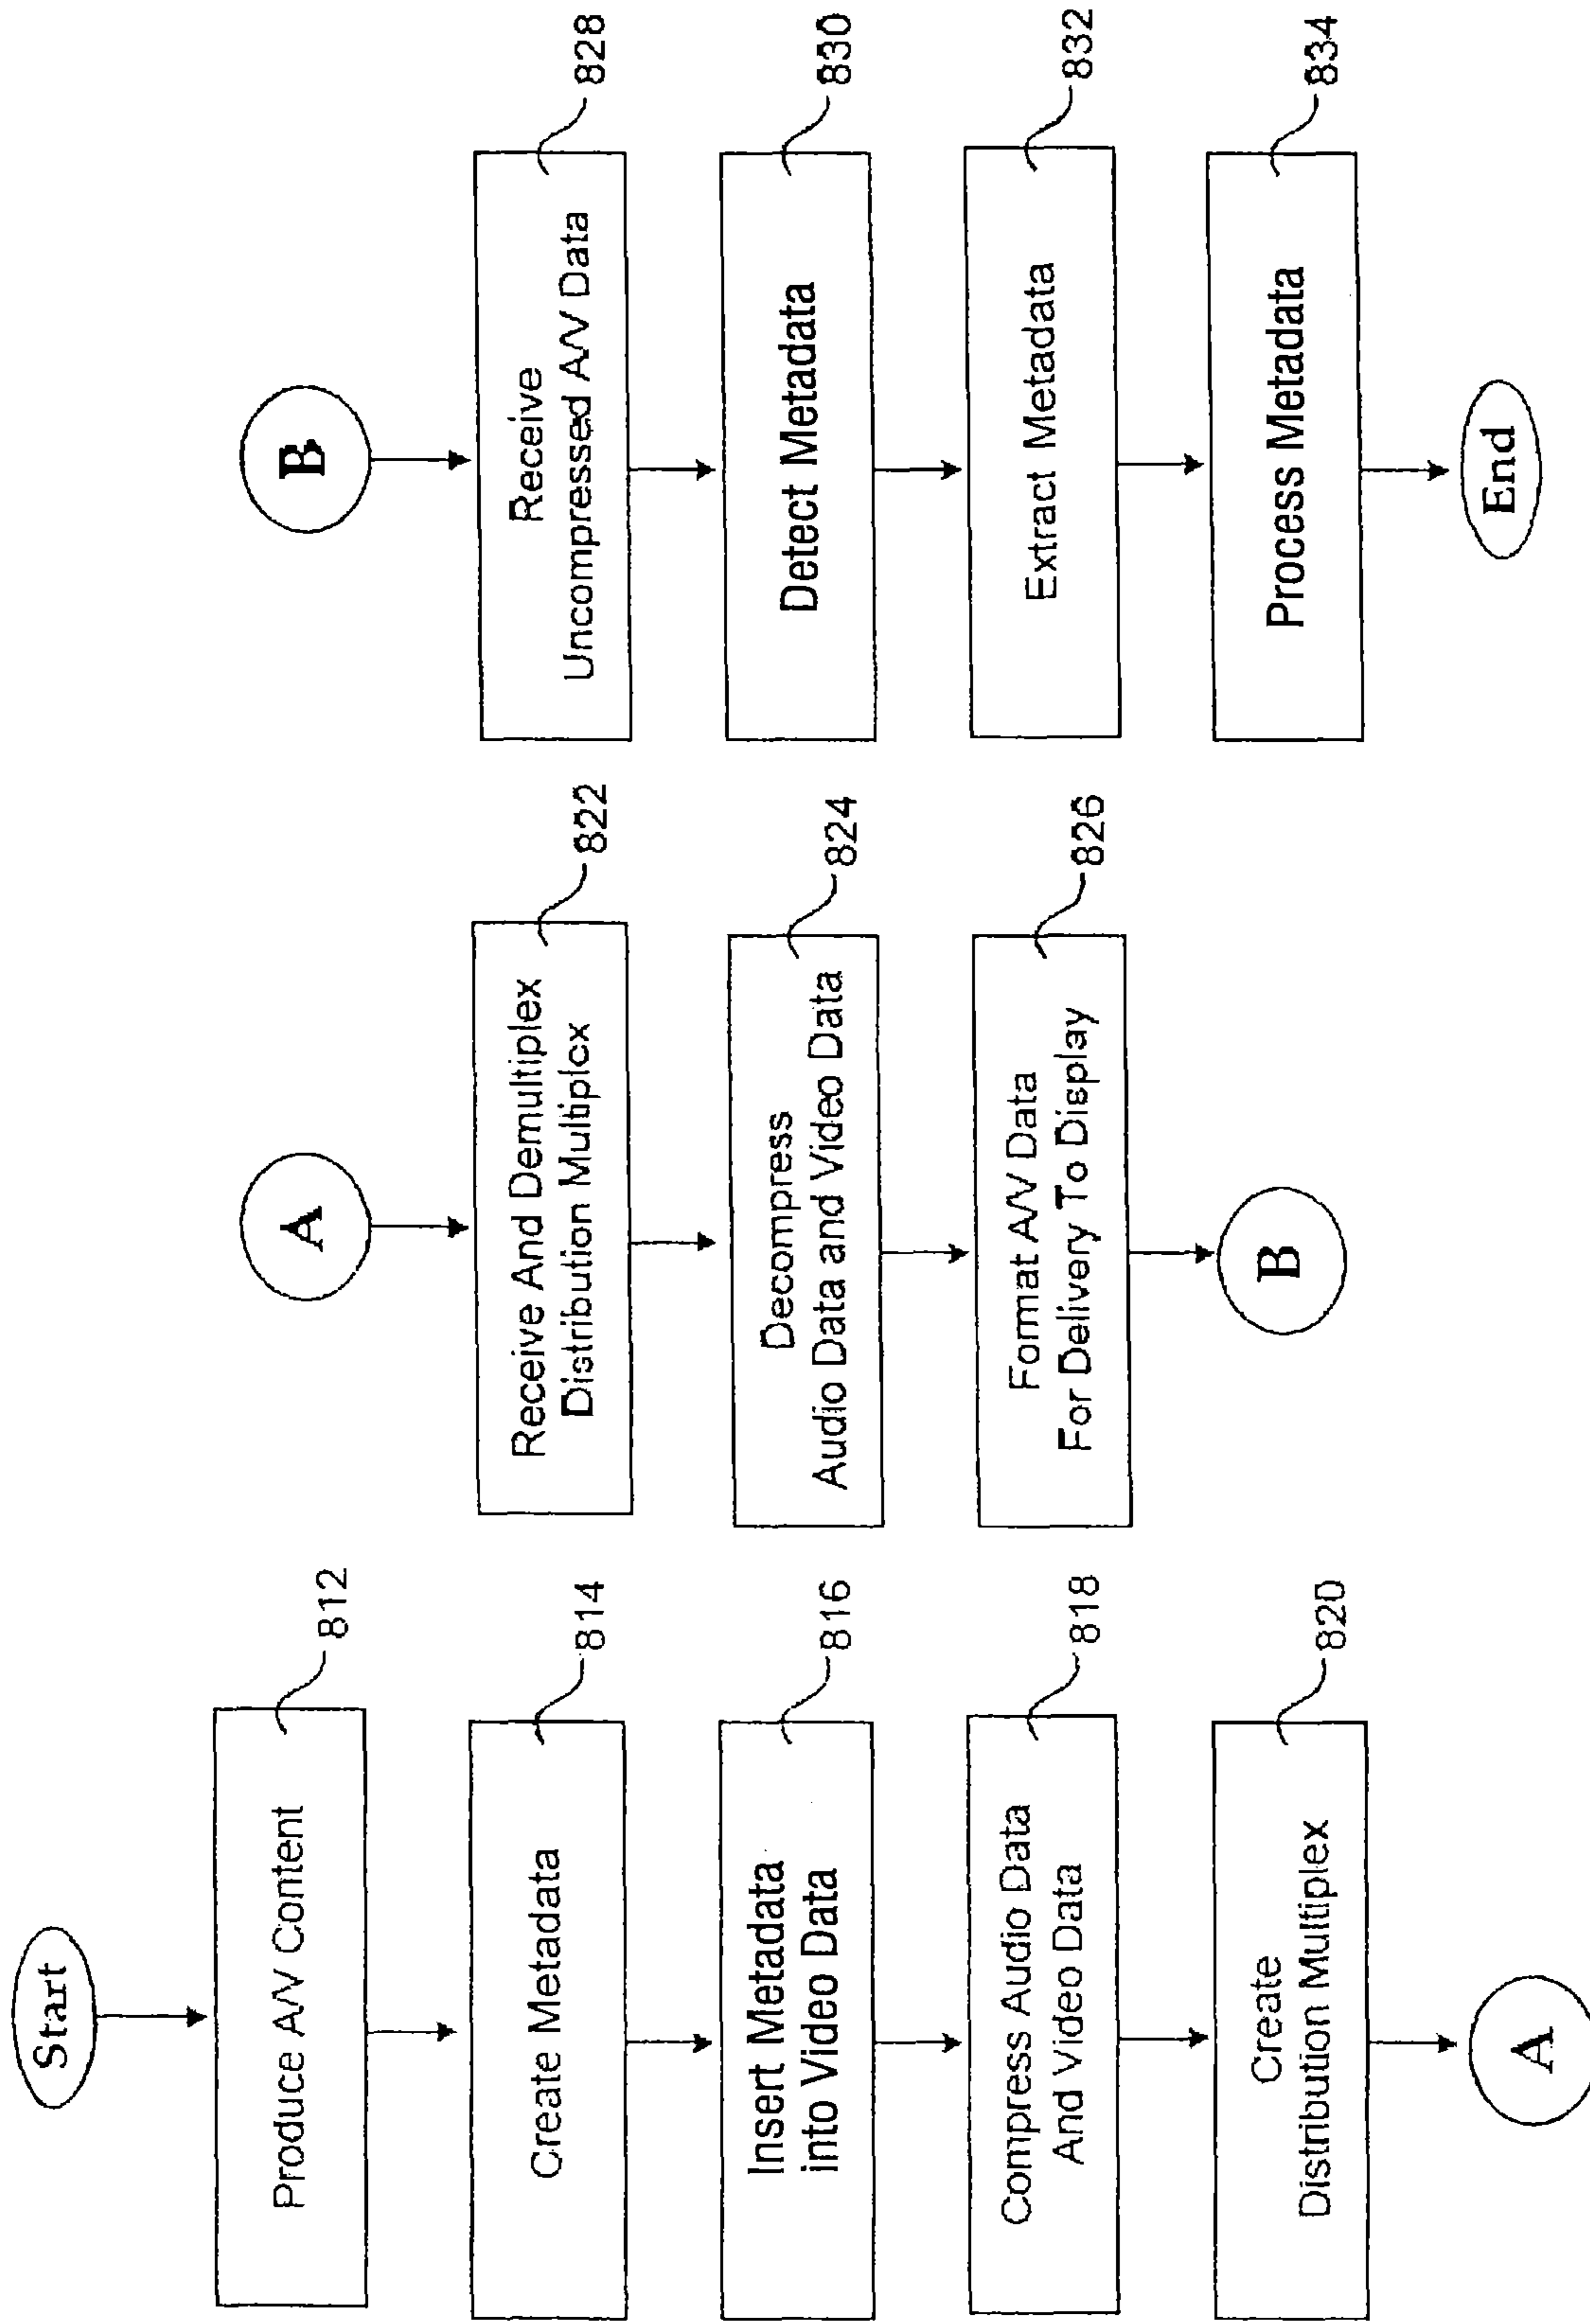 Start
Produce A/V Content
812
Create Metadata
814
Insert Metadata
into Video Data
816
Compress Audio Data
And Video Data
818
Create
Distribution Multiplex
820
A
A
Receive And Demultiplex
Distribution Multiplex
822
Decompress
Audio Data and Video Data
824
Format A/V Data
For Delivery To Display
826
B
B
Receive
Uncompressed A/V Data
828
Detect Metadata
830
Extract Metadata
832
Process Metadata
834
End